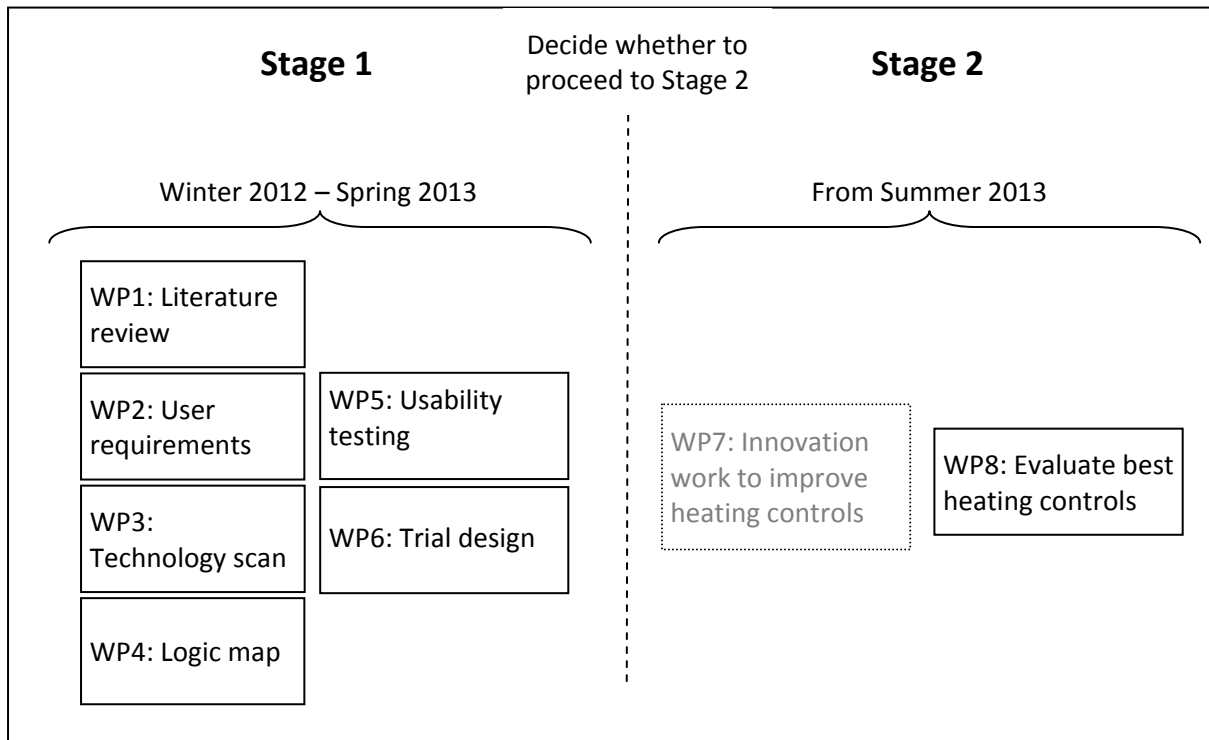 Stage 1
Decide whether to
proceed to Stage 2
Stage 2
Winter 2012 – Spring 2013
From Summer 2013
WP1: Literature
review
WP2: User
requirements
WP3:
Technology scan
WP4: Logic map
WP5: Usability
testing
WP6: Trial design
WP7: Innovation
work to improve
heating controls
WP8: Evaluate best
heating controls